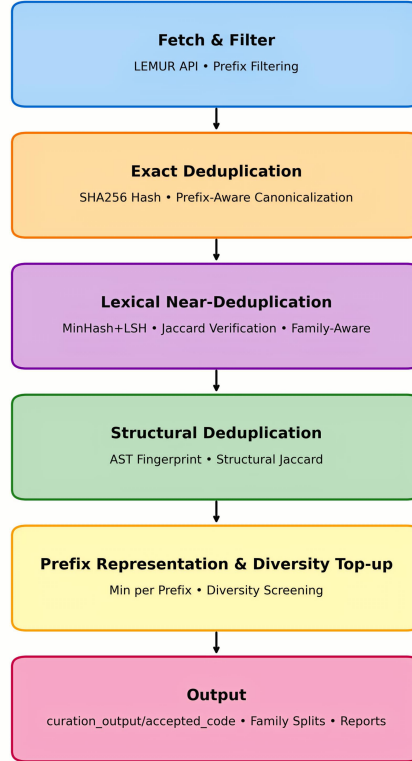 Fetch & Filter
LEMUR API • Prefix Filtering
Exact Deduplication
SHA256 Hash • Prefix-Aware Canonicalization
Lexical Near-Deduplication
MinHash+LSH • Jaccard Verification • Family-Aware
Structural Deduplication
AST Fingerprint • Structural Jaccard
Prefix Representation & Diversity Top-up
Min per Prefix • Diversity Screening
Output
curation_output/accepted_code • Family Splits • Reports